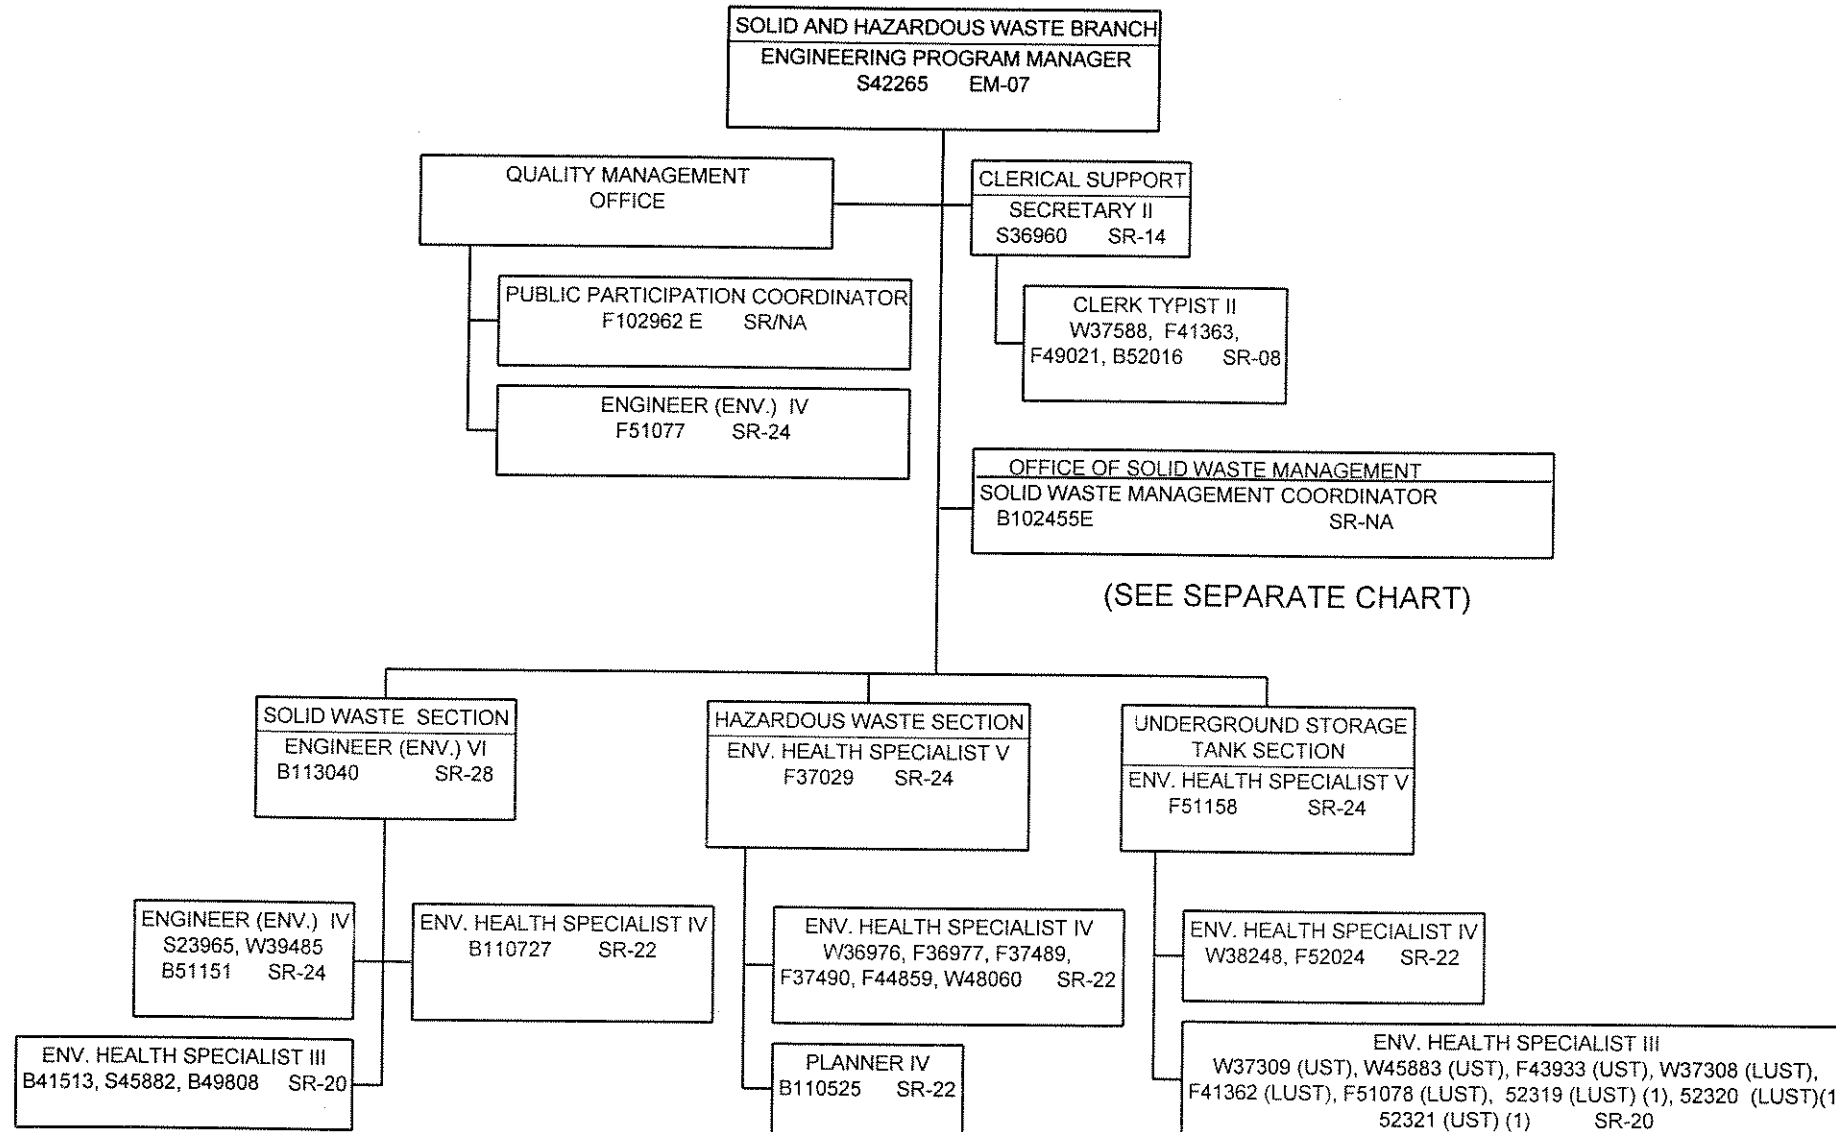 SOLID AND HAZARDOUS WASTE BRANCH
ENGINEERING PROGRAM MANAGER
S42265 EM-07
QUALITY MANAGEMENT
OFFICE
CLERICAL SUPPORT
SECRETARY II
S36960 SR-14
PUBLIC PARTICIPATION COORDINATOR
F102962 E SR/NA
CLERK TYPIST II
W37588, F41363,
F49021, B52016 SR-08
ENGINEER (ENV.) IV
F51077 SR-24
OFFICE OF SOLID WASTE MANAGEMENT
SOLID WASTE MANAGEMENT COORDINATOR
B102455E SR-NA
(SEE SEPARATE CHART)
SOLID WASTE SECTION
ENGINEER (ENV.) VI
B113040 SR-28
HAZARDOUS WASTE SECTION
ENV. HEALTH SPECIALIST V
F37029 SR-24
UNDERGROUND STORAGE
TANK SECTION
ENV. HEALTH SPECIALIST V
F51158 SR-24
ENGINEER (ENV.) IV
S23965, W39485
B51151 SR-24
ENV. HEALTH SPECIALIST IV
B110727 SR-22
ENV. HEALTH SPECIALIST IV
W36976, F36977, F37489,
F37490, F44859, W48060 SR-22
ENV. HEALTH SPECIALIST IV
W38248, F52024 SR-22
ENV. HEALTH SPECIALIST III
B41513, S45882, B49808 SR-20
PLANNER IV
B110525 SR-22
ENV. HEALTH SPECIALIST III
W37309 (UST), W45883 (UST), F43933 (UST), W37308 (LUST),
F41362 (LUST), F51078 (LUST), 52319 (LUST) (1), 52320 (LUST)(1
52321 (UST) (1) SR-20